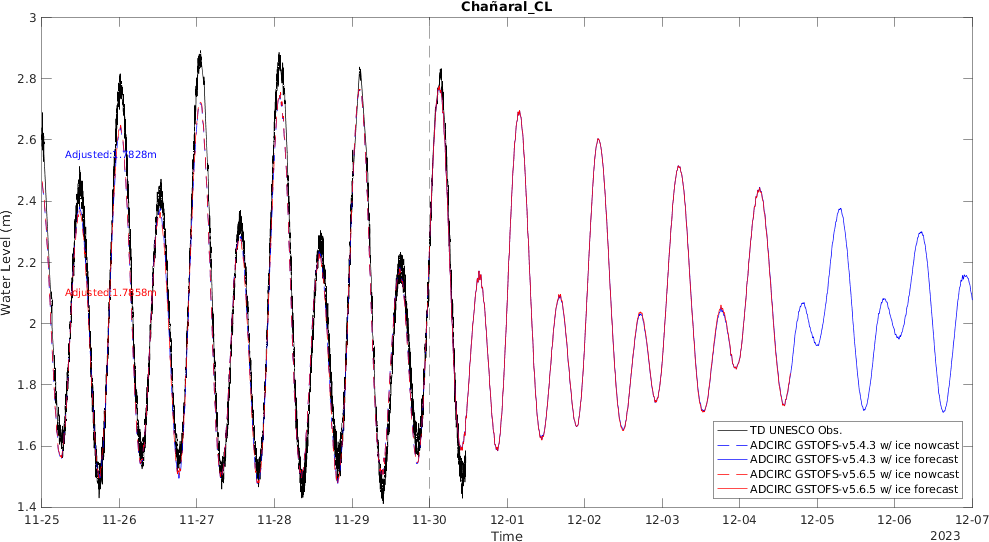 Chañaral_CL
3
2.8
2.6
2.4
2.2
2
1.8
1.6
1.4
Water Level (m)
Adjusted:1.7828m
Adjusted:1.7858m
TD UNESCO Obs.
ADCIRC GSTOFS-v5.4.3 w/ ice nowcast
ADCIRC GSTOFS-v5.4.3 w/ ice forecast
ADCIRC GSTOFS-v5.6.5 w/ ice nowcast
ADCIRC GSTOFS-v5.6.5 w/ ice forecast
11-25 11-26 11-27 11-28 11-29 11-30 12-01 12-02 12-03 12-04 12-05 12-06 12-07
Time
2023